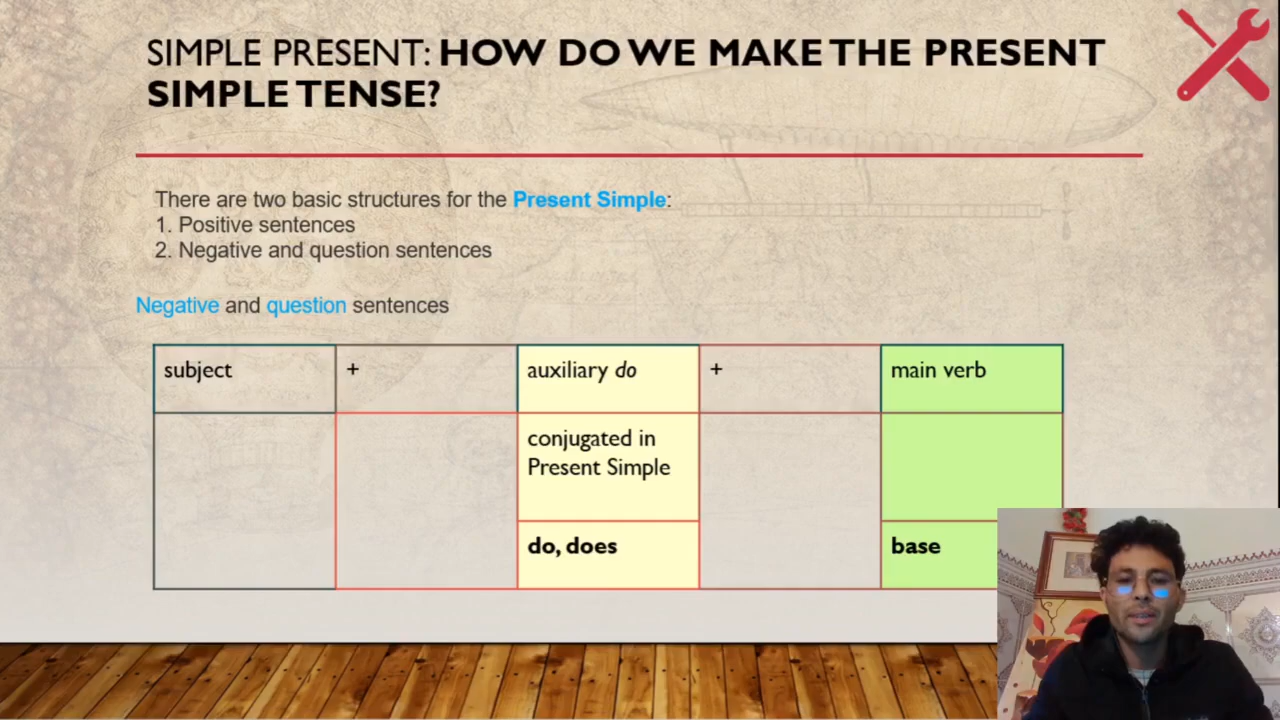 SIMPLE PRESENT: HOW DO WE MAKE THE PRESENT
SIMPLE TENSE?
There are two basic structures for the Present Simple:
1. Positive sentences
2. Negative and question sentences
Negative and question sentences
subject + auxiliary do + main verb
conjugated in
Present Simple
do, does base